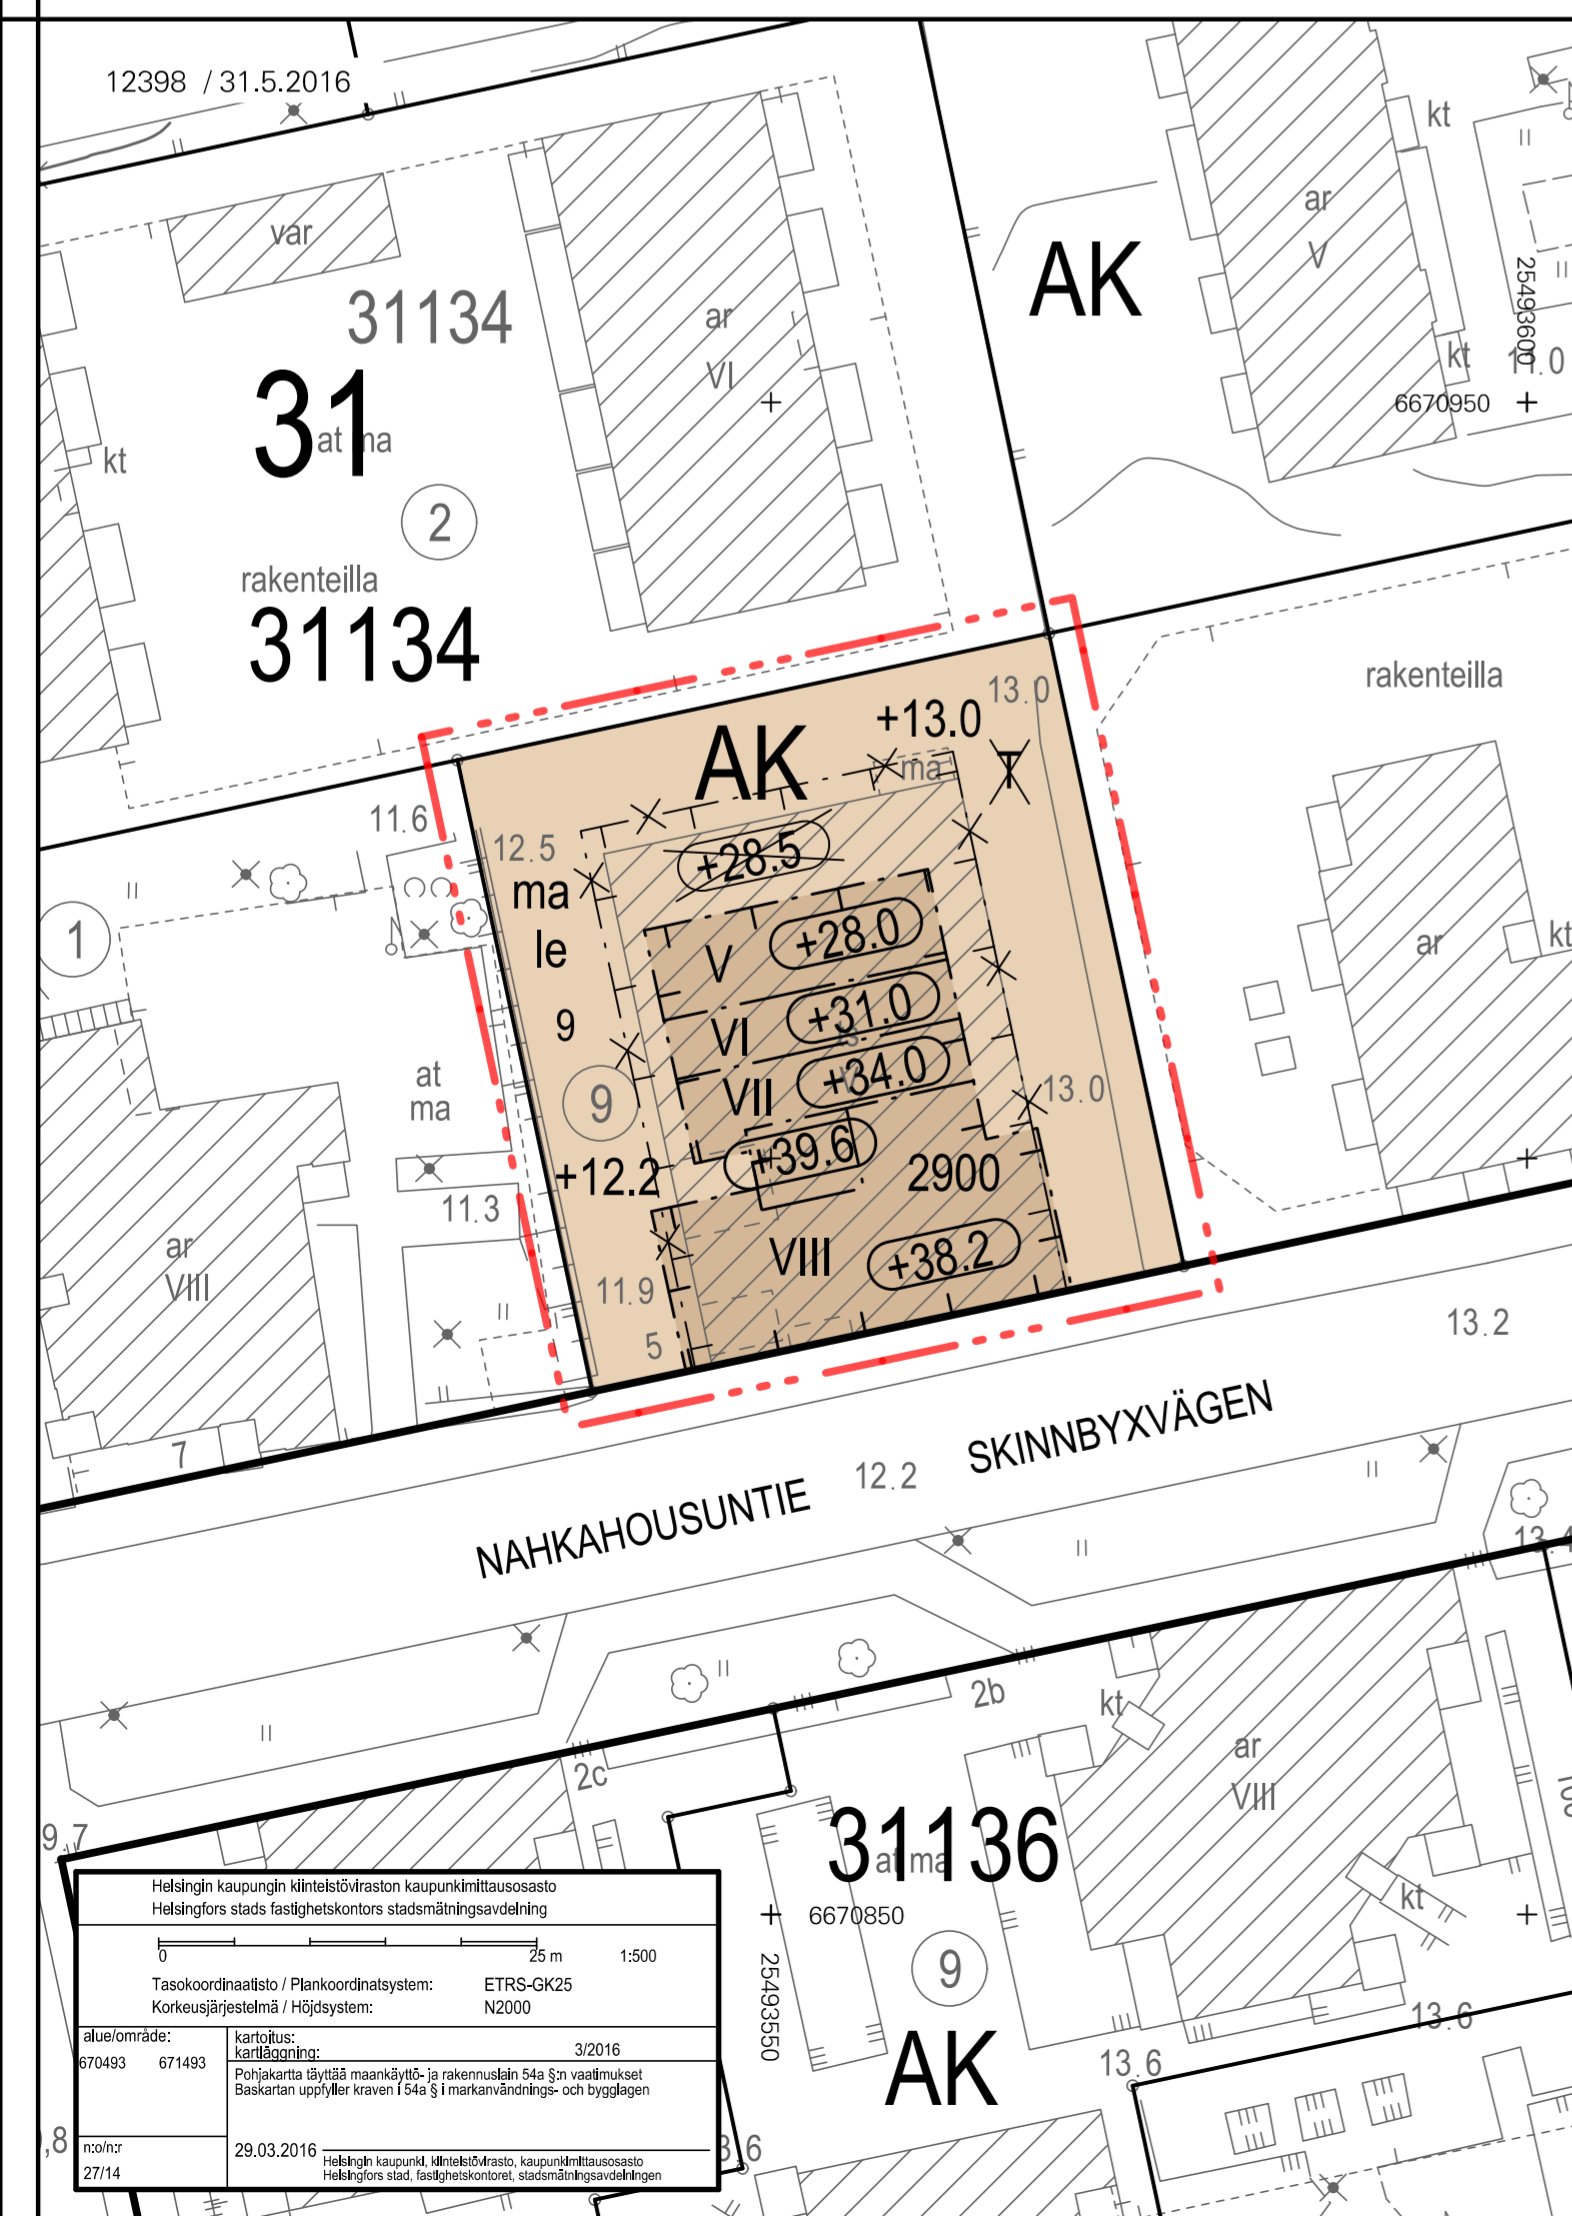 12398 / 31.5.2016
kt
var
ar
V
31134
AK
25493600
ar
VI
31
at ma
kt
kt
11.0
6670950
2
rakenteilla
31134
rakenteilla
13.0
+13.0
AK
ma
T
11.6
12.5
+28.5
ma
le
9
1
V
+28.0
ar
kt
VI
+31.0
VII
+34.0
at
ma
9
13.0
+39.6
2900
+12.2
11.3
ar
VIII
VIII
+38.2
11.9
5
13.2
7
SKINNBYXVÄGEN
12.2
NAHKAHOUSUNTIE
13.4
2b
kt
2c
ar
VIII
9.7
31136
at ma
kt
6670850
25493550
9
AK
13.6
13.6
Helsingin kaupungin kiinteistöviraston kaupunkimittausosasto
Helsingfors stads fastighetskontors stadsmätningsavdelning
0 25 m 1:500
Tasokoordinaatisto / Plankoordinatsystem: ETRS-GK25
Korkeusjärjestelmä / Höjdsystem: N2000
alue/område:
670493 671493
kartoitus:
kartläggning: 3/2016
Pohjakartta täyttää maankäyttö- ja rakennuslain 54a §:n vaatimukset
Baskartan uppfyller kraven i 54a § i markanvändnings- och bygglagen
n:o/n:r
27/14
29.03.2016
Helsingin kaupunki, kiinteistövirasto, kaupunkimittausosasto
Helsingfors stad, fastighetskontoret, stadsmätningsavdelningen